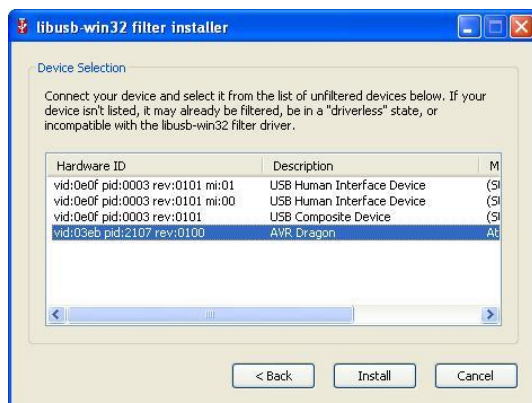 libusb-win32 filter installer
Device Selection
Connect your device and select it from the list of unfiltered devices below. If your
device isn't listed, it may already be filtered, be in a "driverless" state, or
incompatible with the libusb-win32 filter driver.
Hardware ID Description M
vid:0e0f pid:0003 rev:0101 mi:01 USB Human Interface Device (S
vid:0e0f pid:0003 rev:0101 mi:00 USB Human Interface Device (S
vid:0e0f pid:0003 rev:0101 USB Composite Device (S
vid:03eb pid:2107 rev:0100 AVR Dragon At
< Back Install Cancel